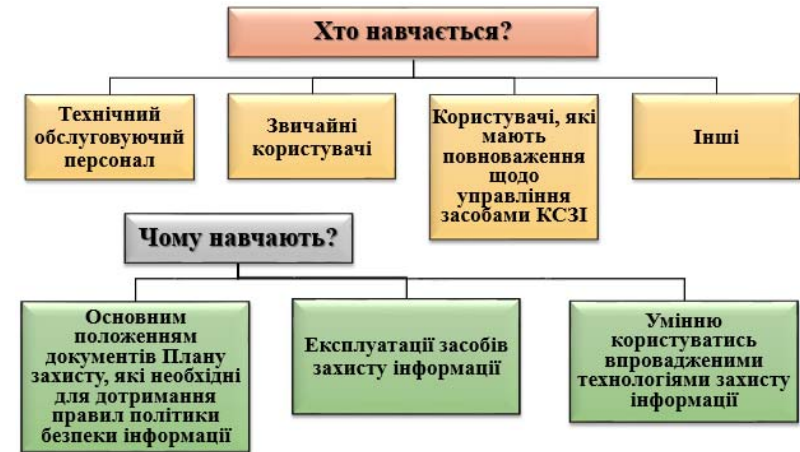 Хто навчається?
Технічний
обслуговуючий
персонал
Звичайні
користувачі
Користувачі, які
мають
повноваження
щодо
управління
засобами КСЗІ
Інші
Чому навчають?
Основним
положенням
документів Плану
захисту, які необхідні
для дотримання
правил політики
безпеки інформації
Експлуатації засобів
захисту інформації
Умінню
користуватись
впровадженими
технологіями захисту
інформації